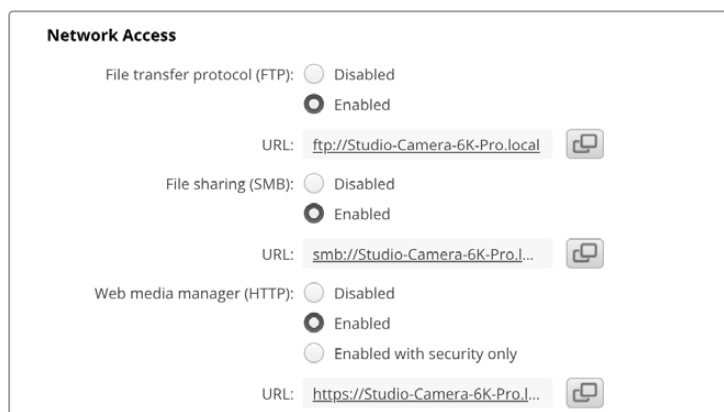 Network Access
File transfer protocol (FTP): Disabled
Enabled
URL: ftp://Studio-Camera-6K-Pro.local
File sharing (SMB): Disabled
Enabled
URL: smb://Studio-Camera-6K-Pro.l...
Web media manager (HTTP): Disabled
Enabled
Enabled with security only
URL: https://Studio-Camera-6K-Pro.l...